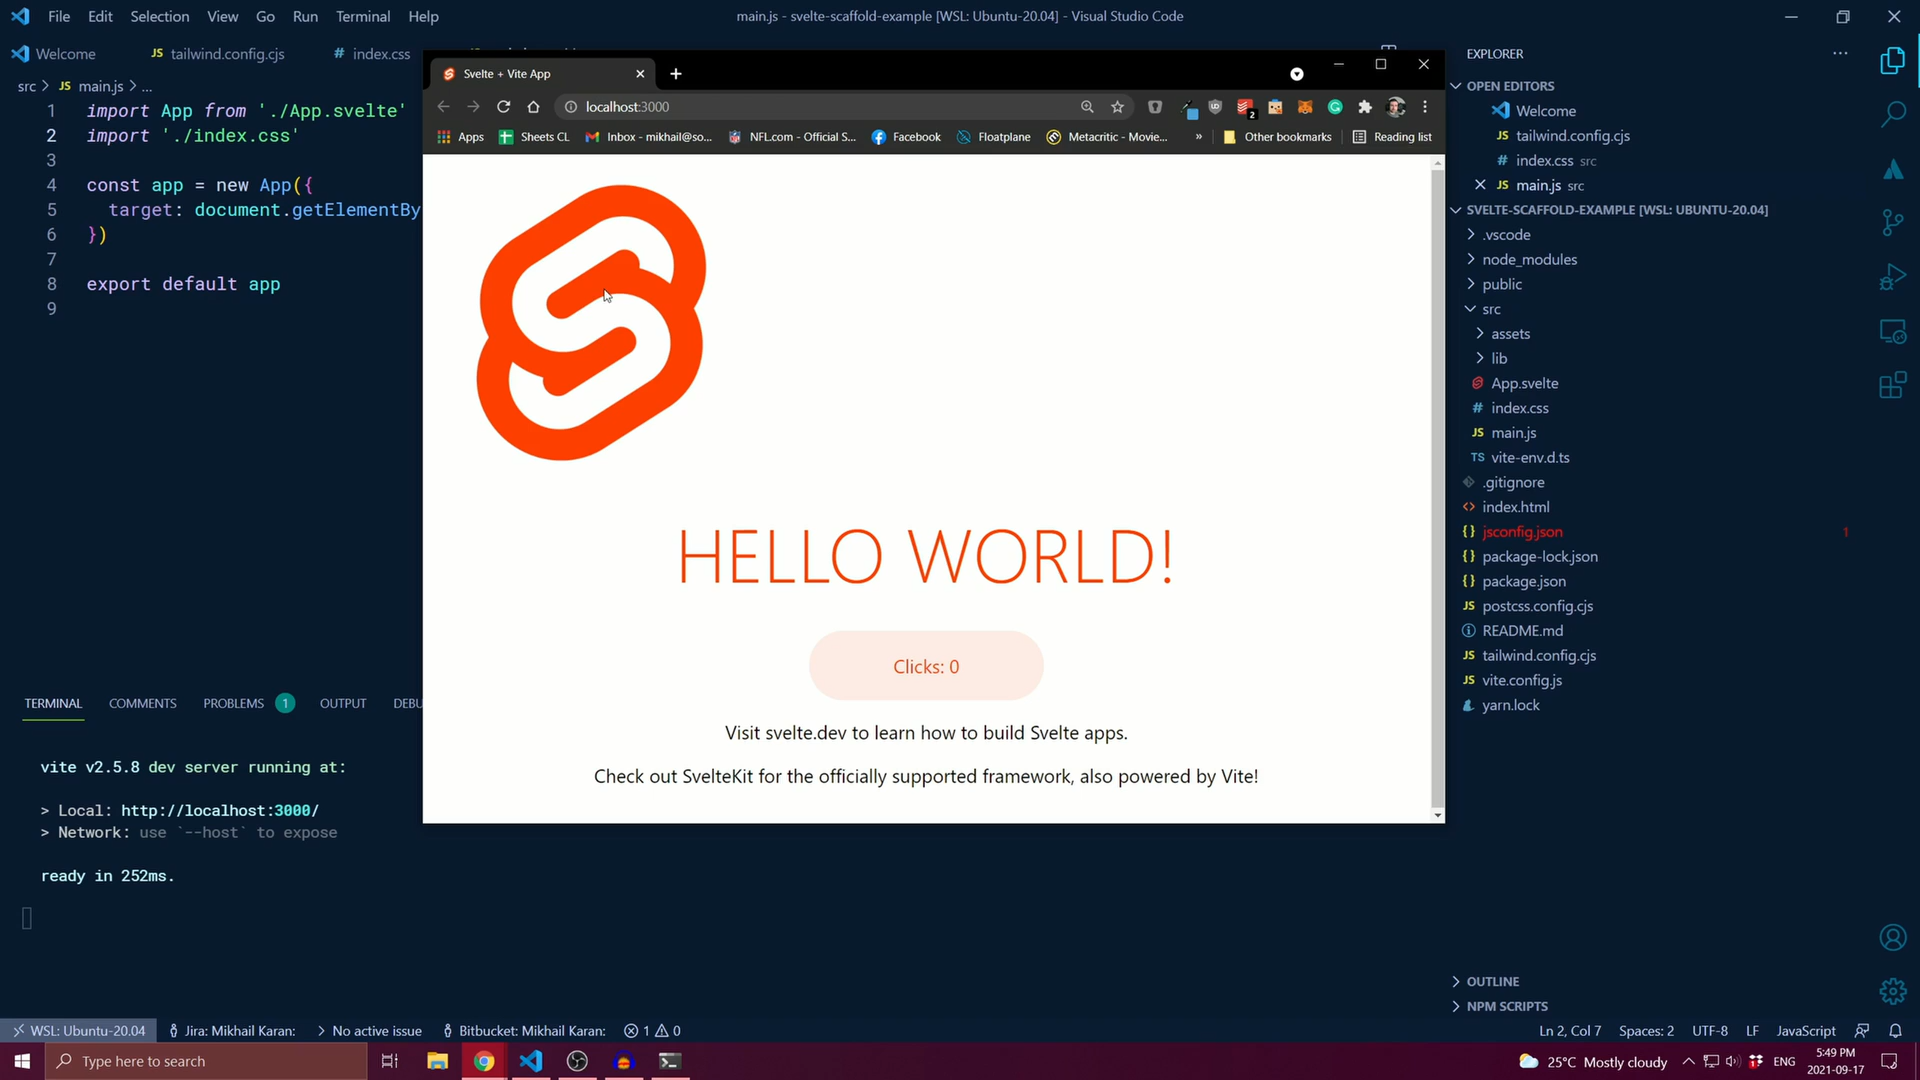 File Edit Selection View Go Run Terminal Help
main.js - svelte-scaffold-example [WSL: Ubuntu-20.04] - Visual Studio Code
Welcome
JS tailwind.config.cjs
# index.css
src > JS main.js > ...
1 import App from './App.svelte'
2 import './index.css'
3
4 const app = new App({
5 target: document.getElementBy
6 })
7
8 export default app
9
Svelte + Vite App
localhost:3000
2
Apps
Sheets CL
Inbox - mikhail@so...
NFL.com - Official S...
Facebook
Floatplane
Metacritic - Movie...
»
Other bookmarks
Reading list
HELLO WORLD!
Clicks: 0
Visit svelte.dev to learn how to build Svelte apps.
Check out SvelteKit for the officially supported framework, also powered by Vite!
TERMINAL COMMENTS PROBLEMS 1 OUTPUT DEBU
vite v2.5.8 dev server running at:
> Local: http://localhost:3000/
> Network: use `--host` to expose
ready in 252ms.
EXPLORER ...
OPEN EDITORS
Welcome
JS tailwind.config.cjs
# index.css src
JS main.js src
SVELTE-SCAFFOLD-EXAMPLE [WSL: UBUNTU-20.04]
.vscode
node_modules
public
src
assets
lib
App.svelte
# index.css
JS main.js
TS vite-env.d.ts
.gitignore
<> index.html
{} jsconfig.json 1
{} package-lock.json
{} package.json
JS postcss.config.cjs
README.md
JS tailwind.config.cjs
JS vite.config.js
yarn.lock
OUTLINE
NPM SCRIPTS
WSL: Ubuntu-20.04
Jira: Mikhail Karan:
No active issue
Bitbucket: Mikhail Karan:
1 0
Ln 2, Col 7
Spaces: 2
UTF-8
LF
JavaScript
Type here to search
25°C Mostly cloudy
ENG
5:49 PM
2021-09-17